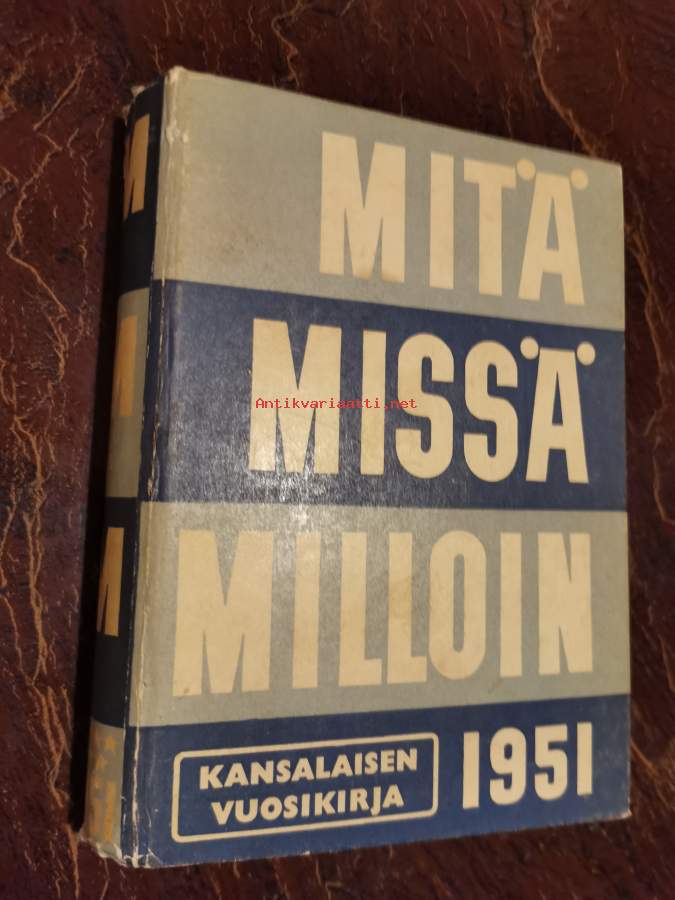 MITÄ
MISSÄ
Antikvariaatti.net
MILLOIN
KANSALAISEN
VUOSIKIRJA
1951
M
M
M